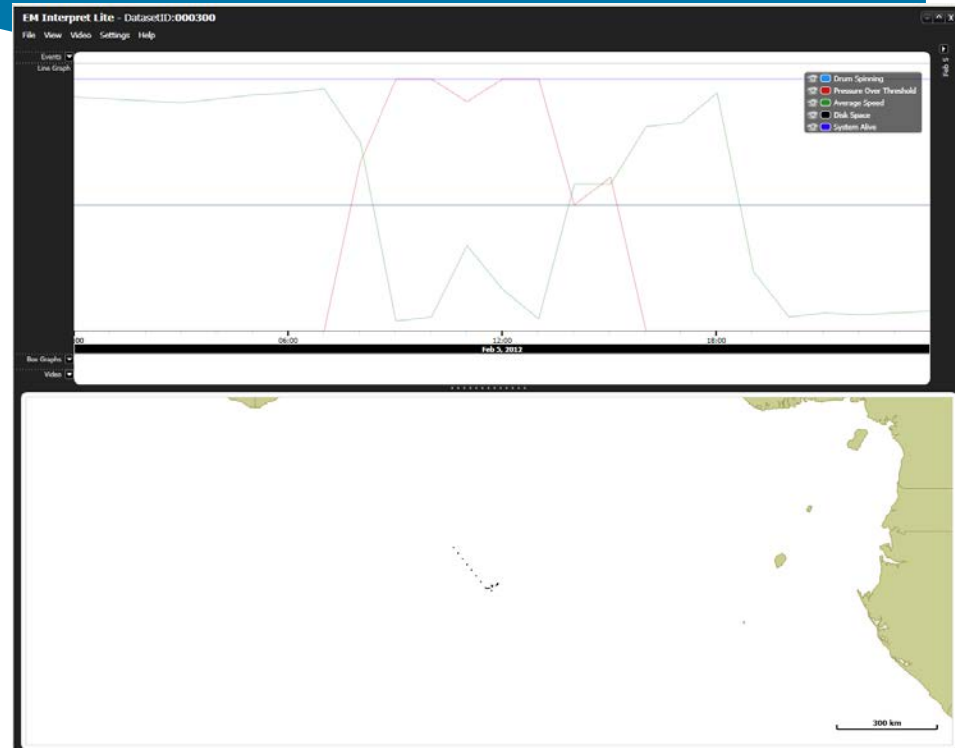 EM Interpret Lite - DatasetID:000300
File View Video Settings Help
Events
Line Graph
Feb 5
Drum Spinning
Pressure Over Threshold
Average Speed
Disk Space
System Alive
:00 06:00 12:00 18:00
Feb 5, 2012
Box Graphs
Video
300 km